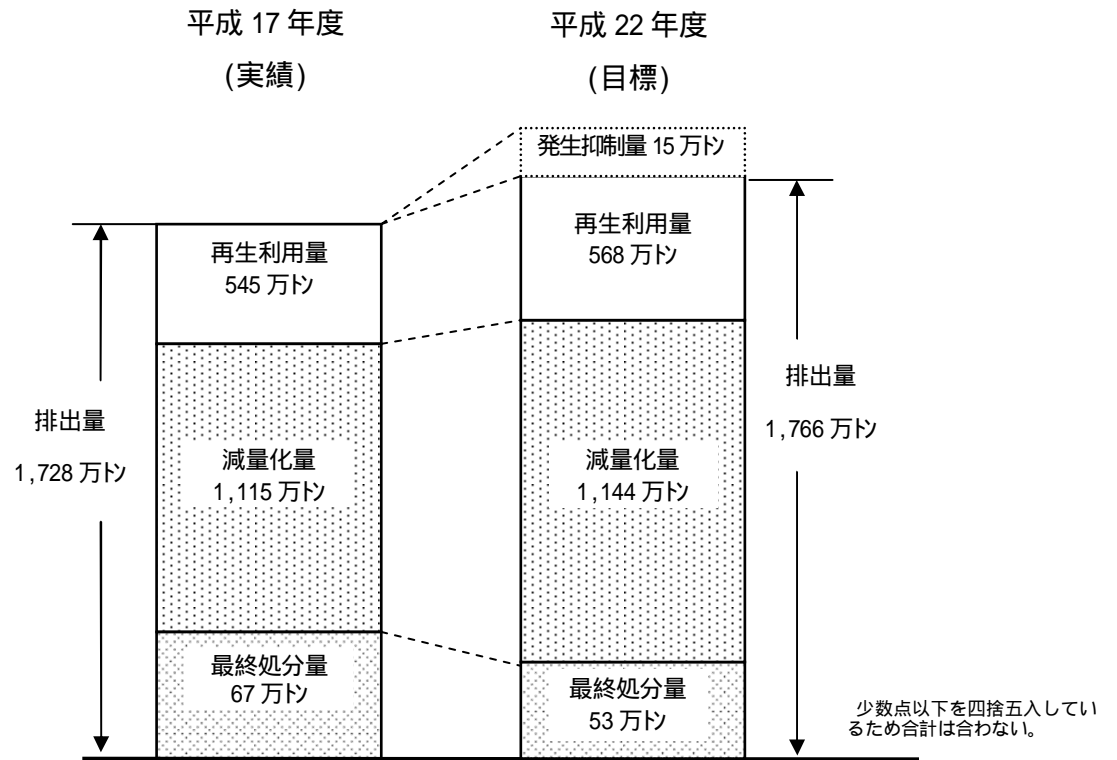 平成 17 年度
(実績)
平成 22 年度
(目標)
発生抑制量 15 万トン
再生利用量
545 万トン
再生利用量
568 万トン
排出量
1,728 万トン
排出量
1,766 万トン
減量化量
1,115 万トン
減量化量
1,144 万トン
最終処分量
67 万トン
最終処分量
53 万トン
少数点以下を四捨五入してい
るため合計は合わない。